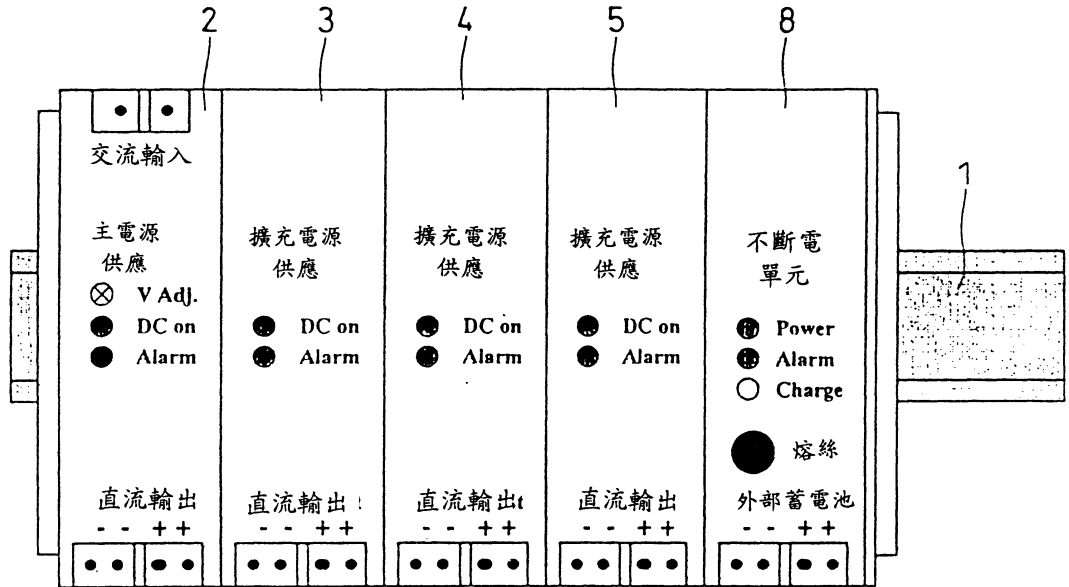 2
3
4
5
8
1
交流輸入
主電源
供應
V Adj.
DC on
Alarm
直流輸出
- - + +
擴充電源
供應
DC on
Alarm
直流輸出
- - + +
擴充電源
供應
DC on
Alarm
直流輸出t
- - + +
擴充電源
供應
DC on
Alarm
直流輸出
- - + +
不斷電
單元
Power
Alarm
Charge
熔絲
外部蓄電池
- - + +